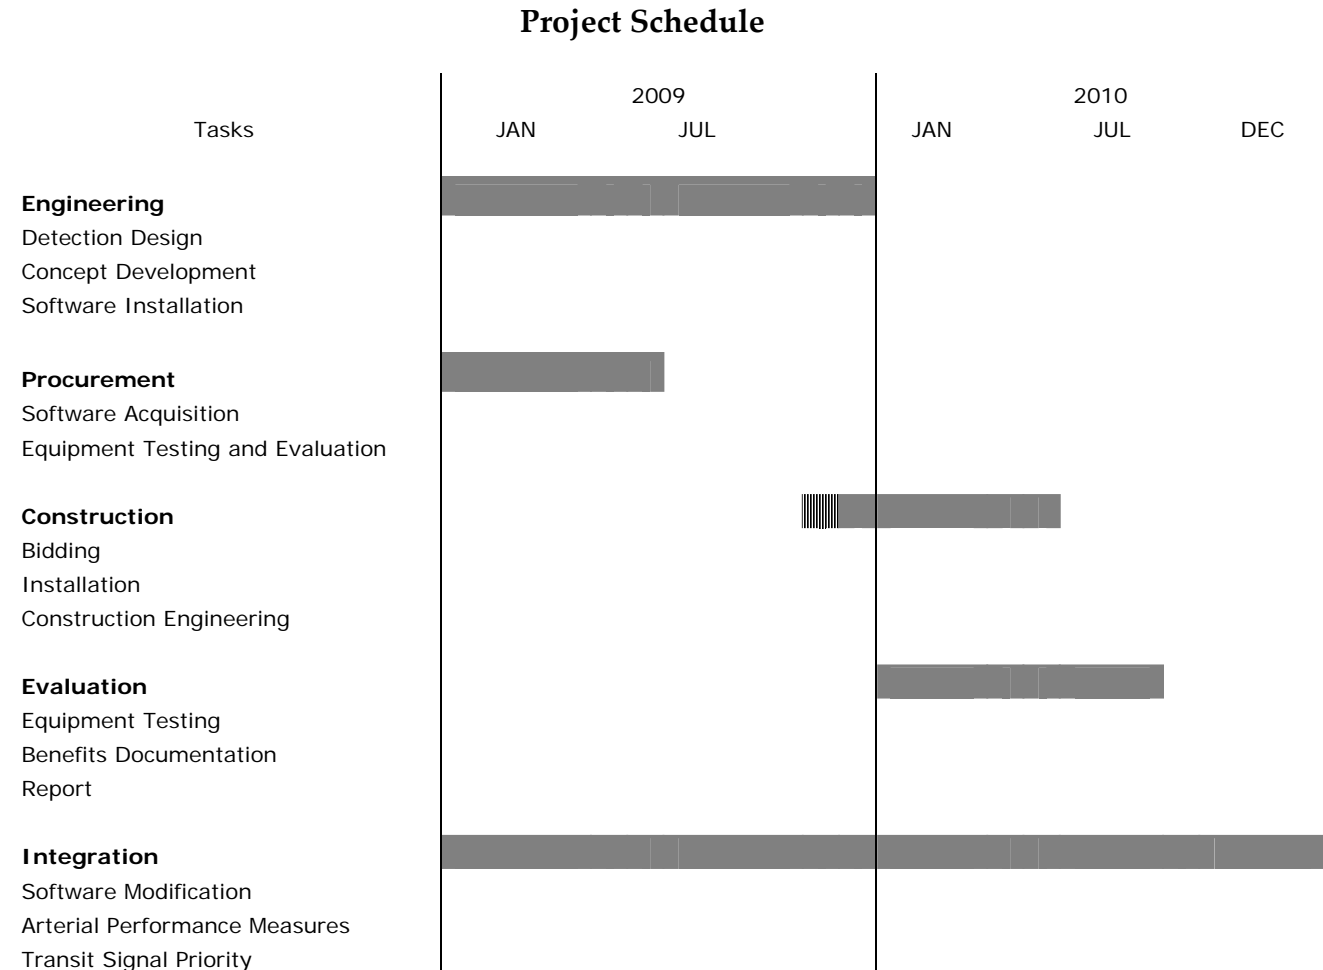 Project Schedule
2009 2010
Tasks JAN JUL JAN JUL DEC
Engineering
Detection Design
Concept Development
Software Installation
Procurement
Software Acquisition
Equipment Testing and Evaluation
Construction
Bidding
Installation
Construction Engineering
Evaluation
Equipment Testing
Benefits Documentation
Report
Integration
Software Modification
Arterial Performance Measures
Transit Signal Priority